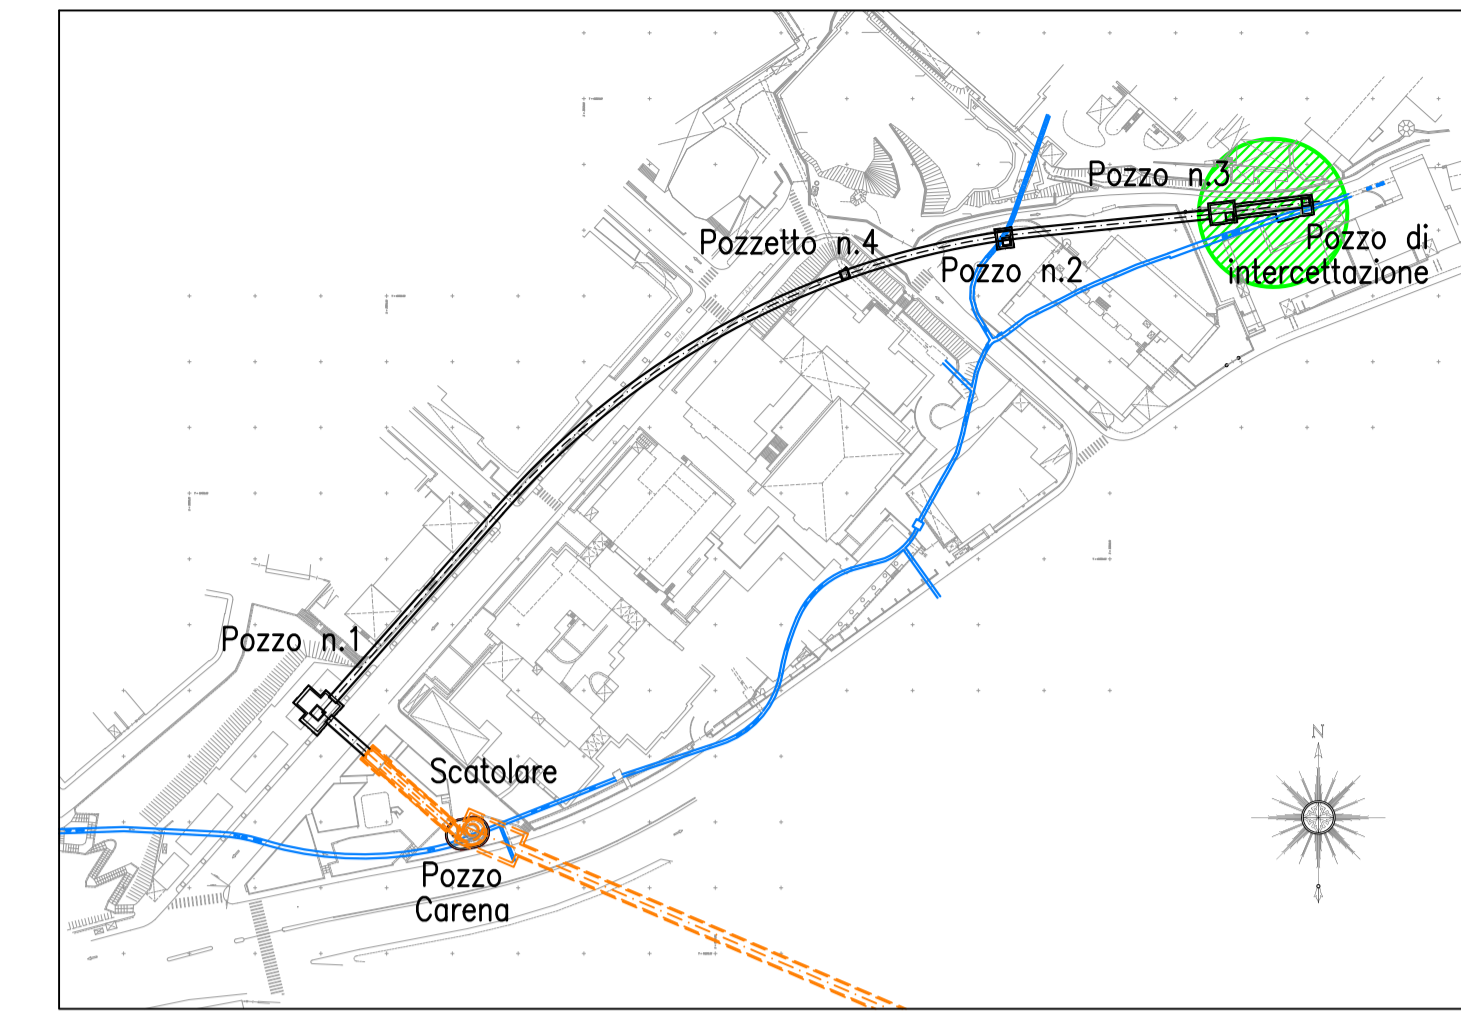 Pozzo n.3
Pozzetto n.4
Pozzo n.2
Pozzo di
intercettazione
Pozzo n.1
Scatolare
Pozzo
Carena
N